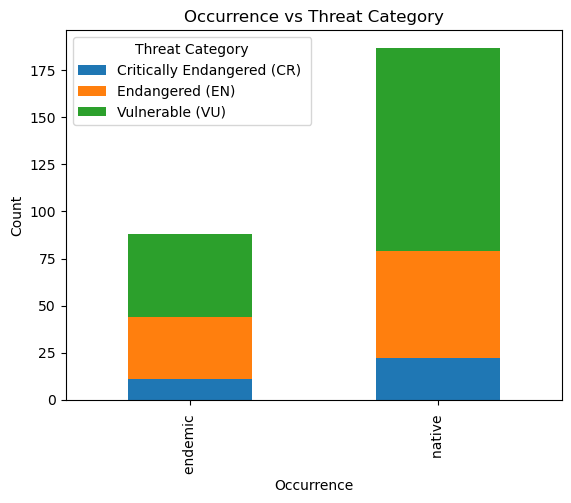 Occurrence vs Threat Category
Threat Category
Critically Endangered (CR)
Endangered (EN)
Vulnerable (VU)
Count
175
150
125
100
75
50
25
0
endemic
native
Occurrence